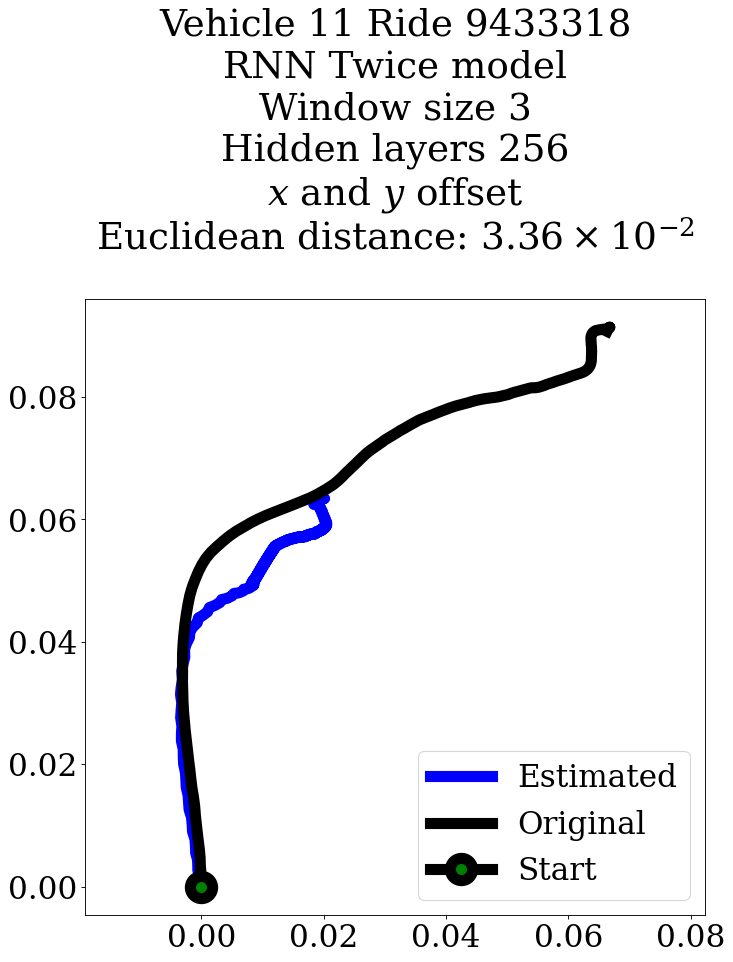 Vehicle 11 Ride 9433318
RNN Twice model
Window size 3
Hidden layers 256
x and y offset
Euclidean distance: 3.36 × 10⁻²
0.08
0.06
0.04
0.02
0.00
Estimated
Original
Start
0.00 0.02 0.04 0.06 0.08